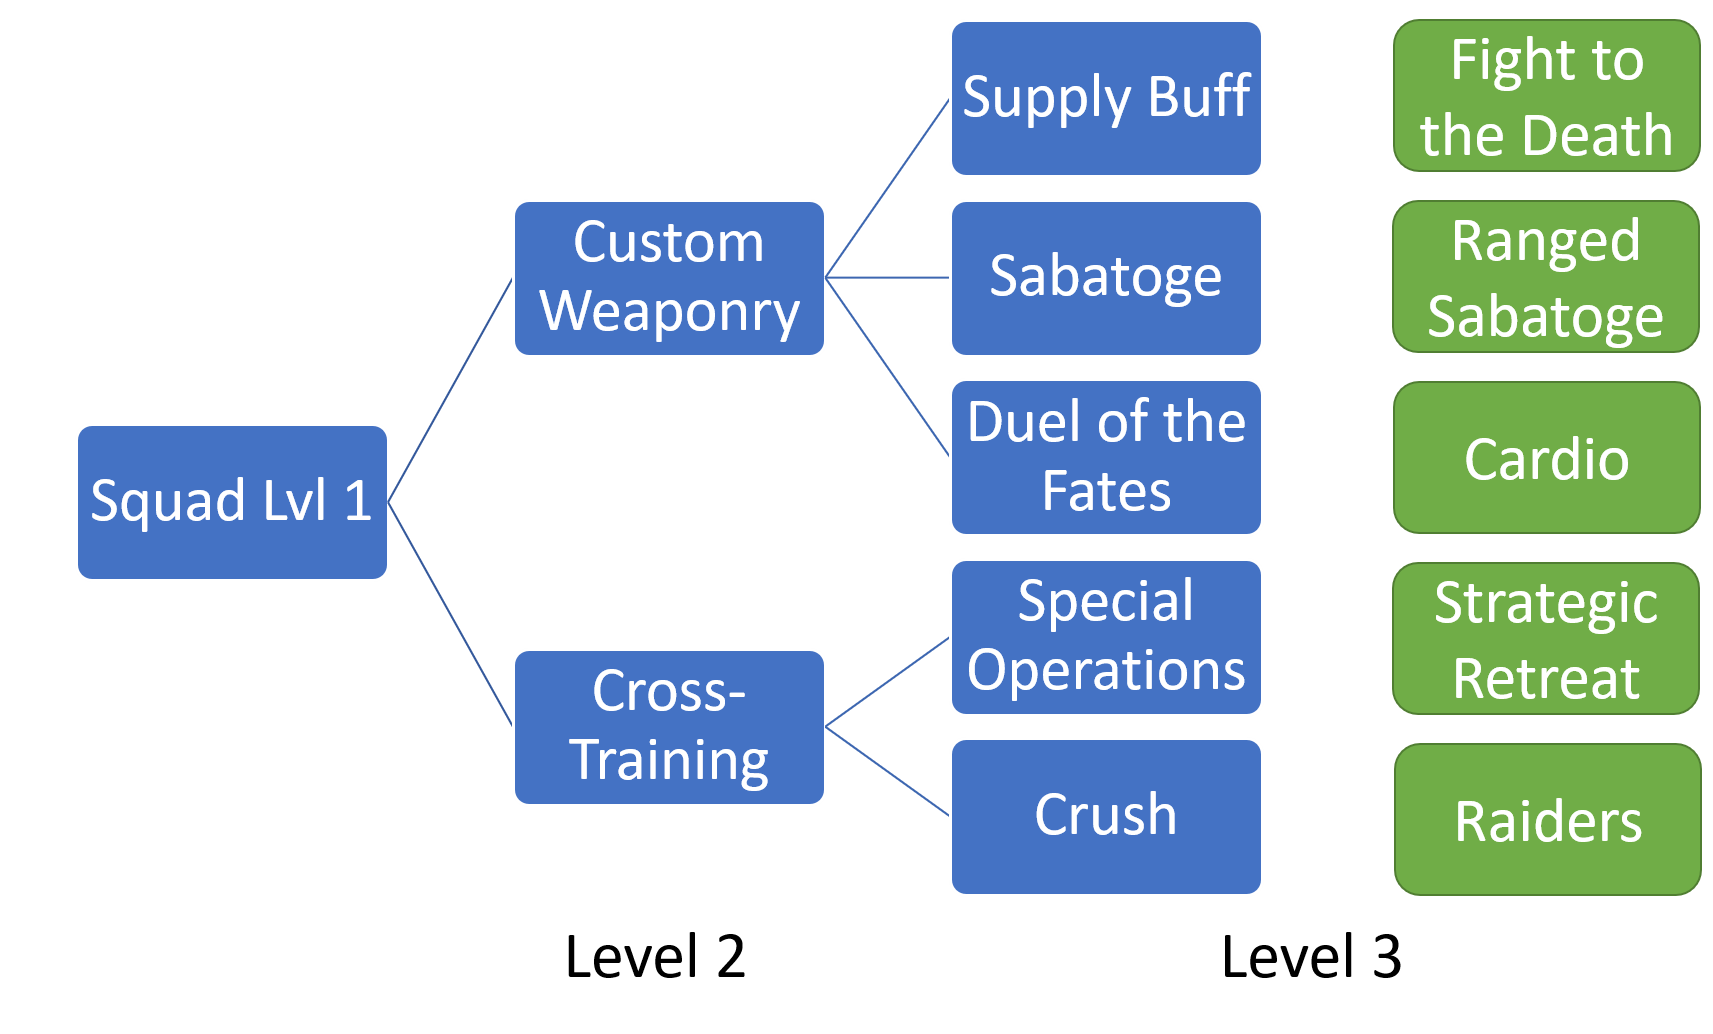 Squad Lvl 1
Custom
Weaponry
Cross-
Training
Supply Buff
Sabatoge
Duel of the
Fates
Special
Operations
Crush
Fight to
the Death
Ranged
Sabatoge
Cardio
Strategic
Retreat
Raiders
Level 2
Level 3